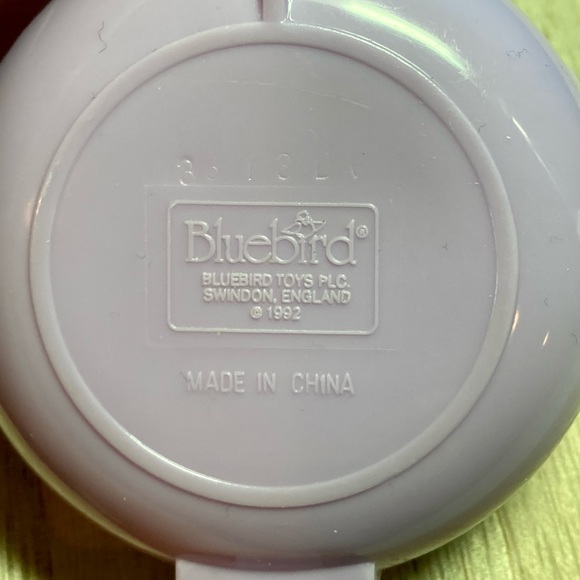 Bluebird®
BLUEBIRD TOYS PLC.
SWINDON, ENGLAND
© 1992
MADE IN CHINA